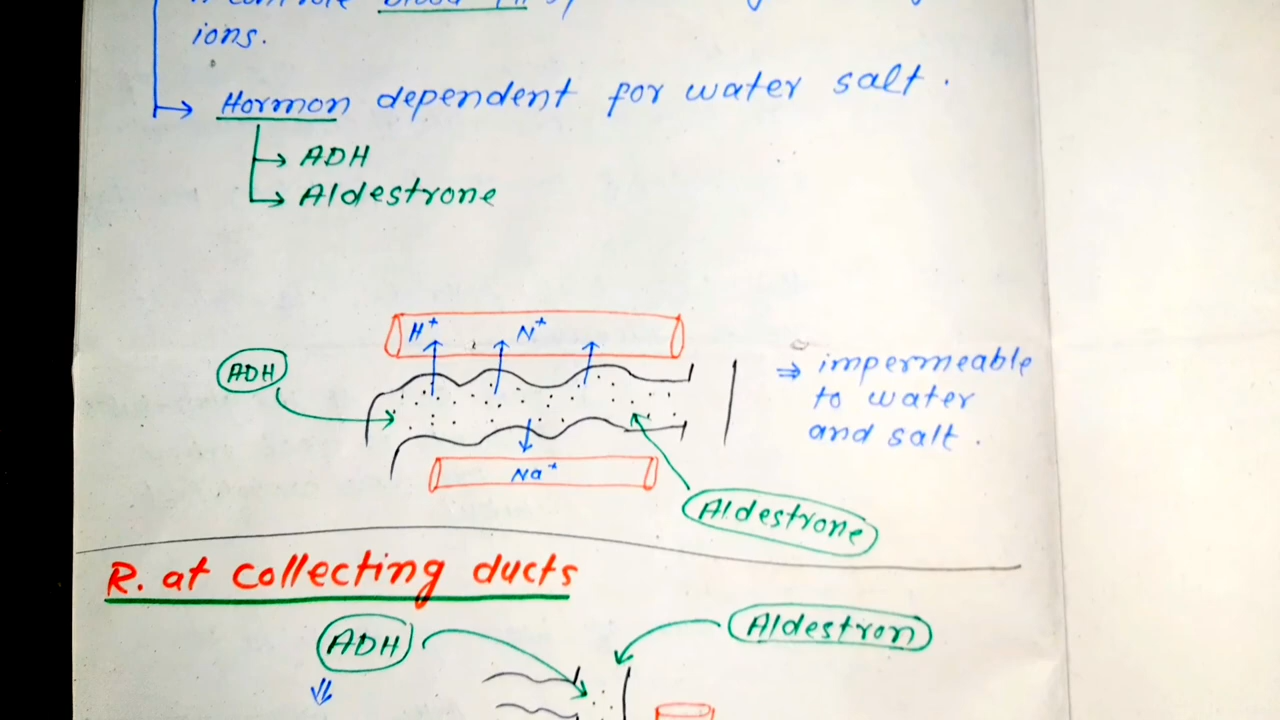 ions.
Hormon dependent for water salt.
ADH
Aldestrone
H⁺ N⁺
ADH
⇒ impermeable
to water
and salt.
Na⁺
Aldestrone
R. at collecting ducts
ADH
Aldestron